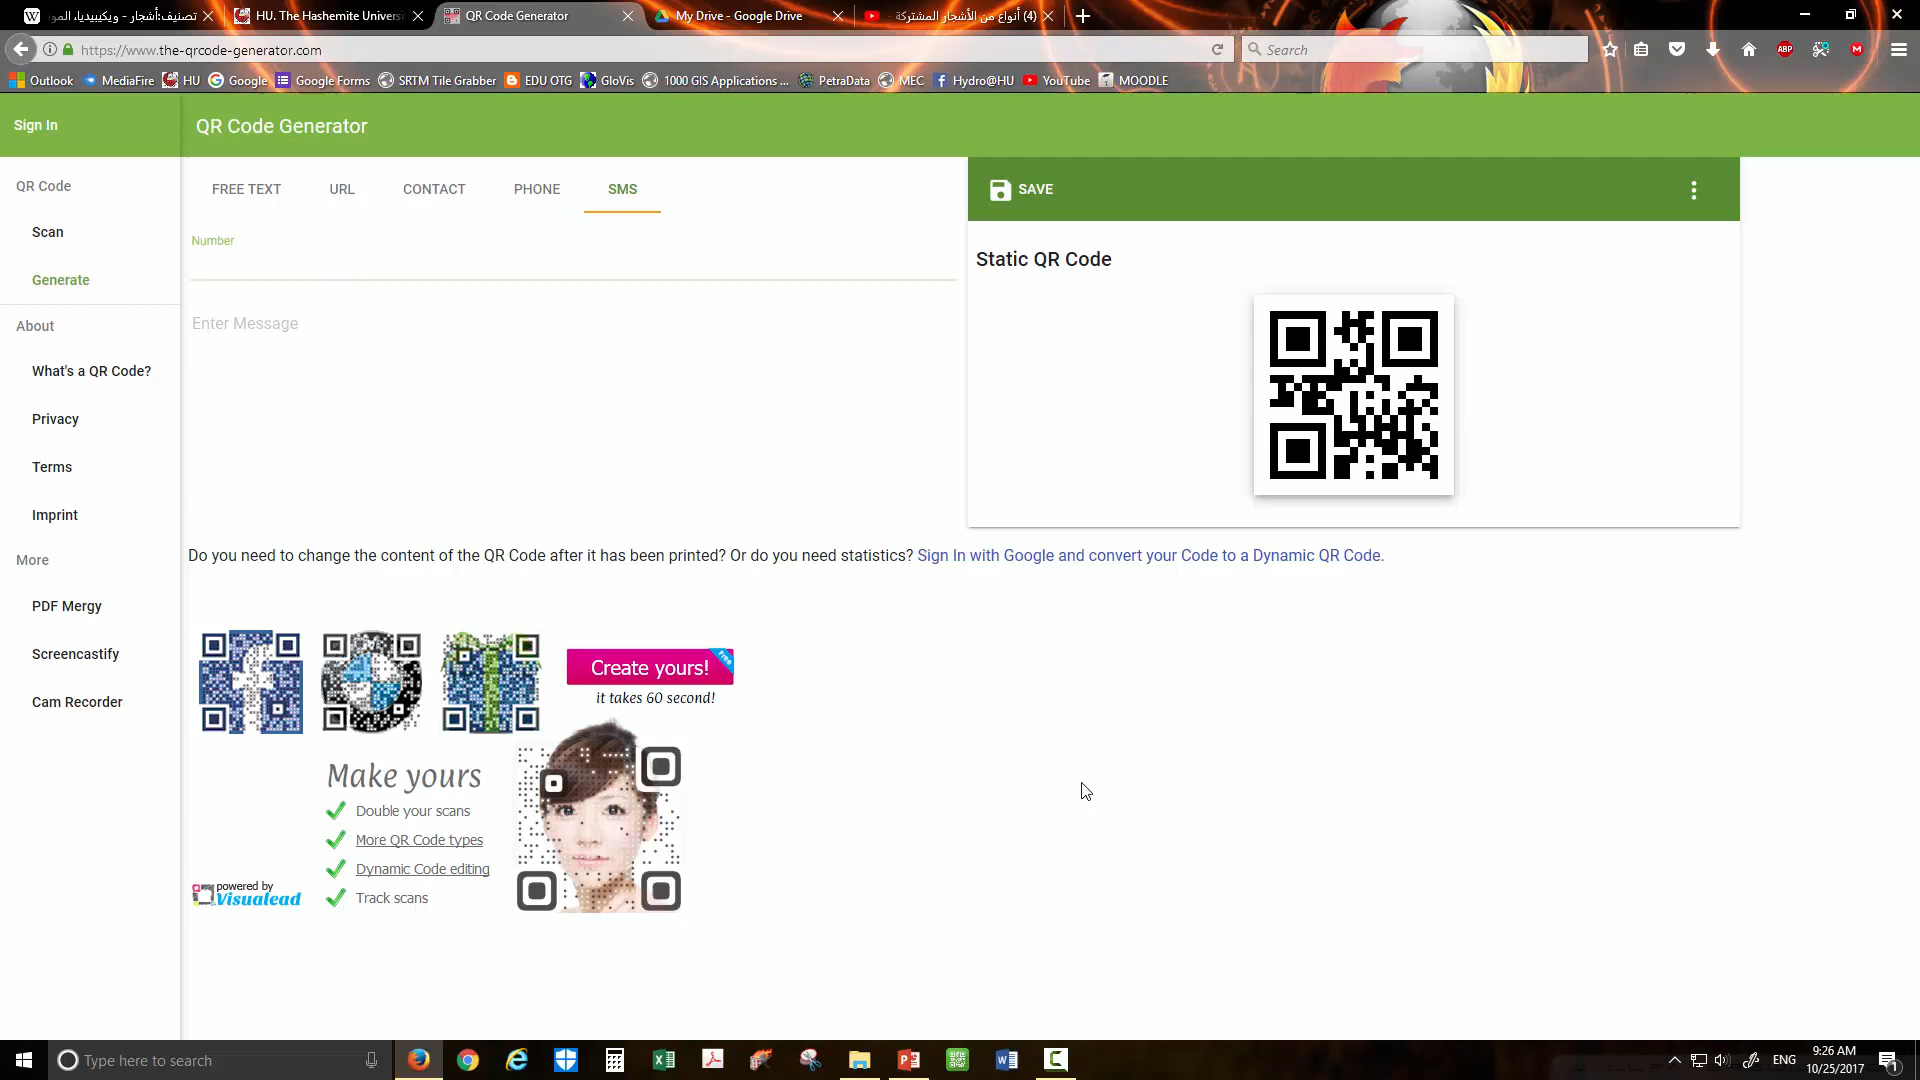 تصنيف:أشجار - ويكيبيديا، المو
HU. The Hashemite Universi
QR Code Generator
My Drive - Google Drive
(4) أنواع من الأشجار المشتركة -
https://www.the-qrcode-generator.com
Search
ABP
Outlook
MediaFire
HU
Google
Google Forms
SRTM Tile Grabber
EDU OTG
GloVis
1000 GIS Applications ...
PetraData
MEC
Hydro@HU
YouTube
MOODLE
Sign In
QR Code Generator
QR Code
Scan
Generate
About
What's a QR Code?
Privacy
Terms
Imprint
More
PDF Mergy
Screencastify
Cam Recorder
FREE TEXT
URL
CONTACT
PHONE
SMS
Number
Enter Message
SAVE
Static QR Code
Do you need to change the content of the QR Code after it has been printed? Or do you need statistics? Sign In with Google and convert your Code to a Dynamic QR Code.
Create yours!
Free
it takes 60 second!
Make yours
Double your scans
More QR Code types
Dynamic Code editing
Track scans
powered by
Visualead
Type here to search
ENG
9:26 AM
10/25/2017
1